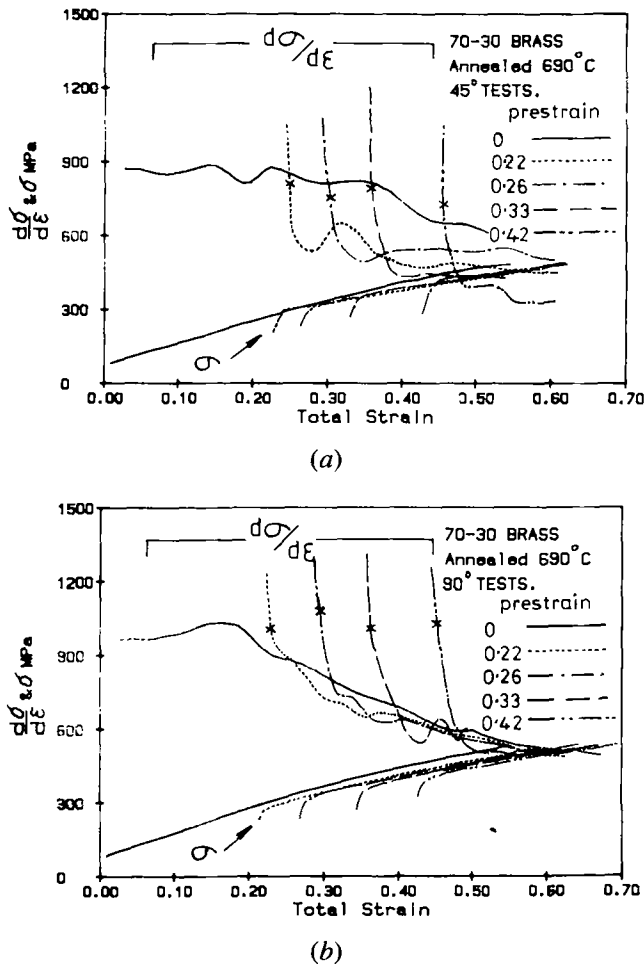 1500
1200
900
600
300
0
dσ/dε & σ MPa
dσ/dε
70-30 BRASS
Annealed 690°C
45° TESTS.
prestrain
0
0·22
0·26
0·33
0·42
σ
0.00 0.10 0.20 0.30 0.40 0.50 0.60 0.70
Total Strain
(a)
1500
1200
900
600
300
0
dσ/dε & σ MPa
dσ/dε
70-30 BRASS
Annealed 690°C
90° TESTS.
prestrain
0
0·22
0·26
0·33
0·42
σ
0.00 0.10 0.20 0.30 0.40 0.50 0.60 0.70
Total Strain
(b)